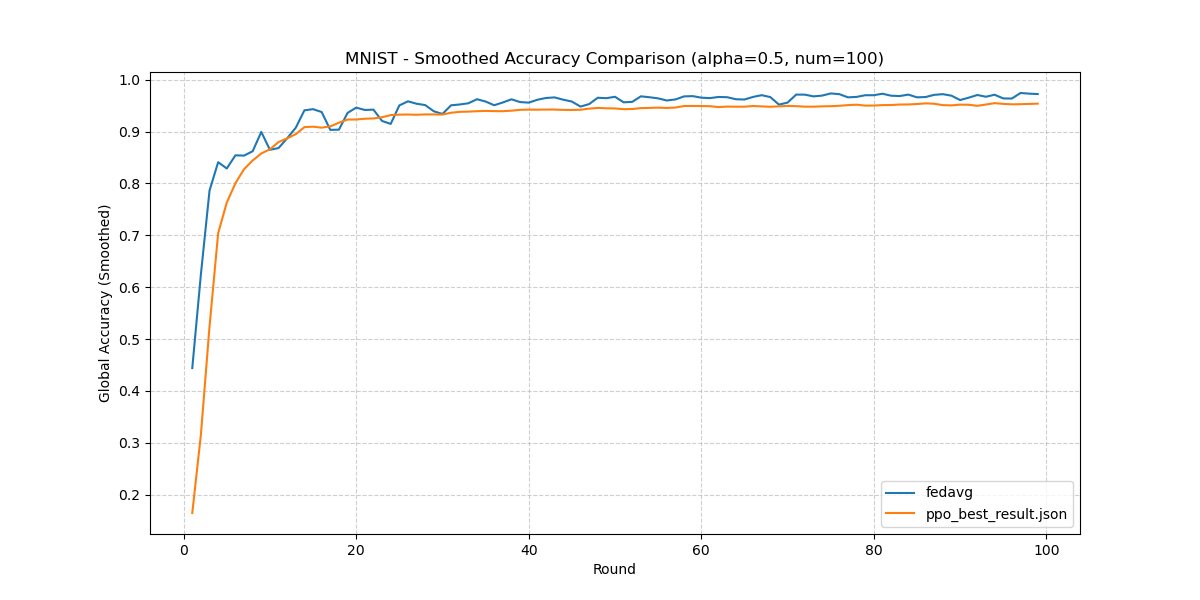 MNIST - Smoothed Accuracy Comparison (alpha=0.5, num=100)
Global Accuracy (Smoothed)
1.0
0.9
0.8
0.7
0.6
0.5
0.4
0.3
0.2
fedavg
ppo_best_result.json
0 20 40 60 80 100
Round